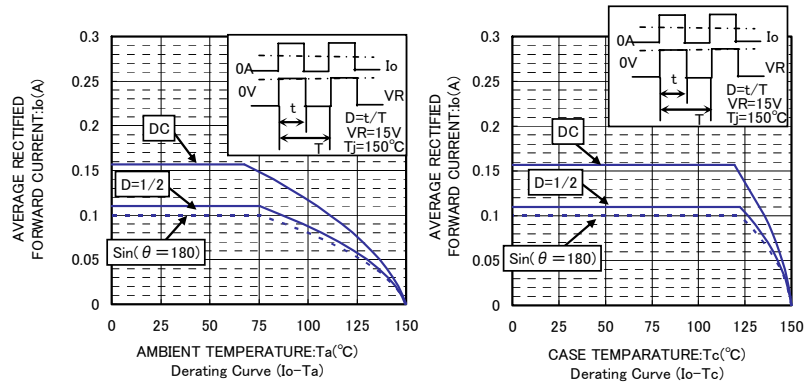 AVERAGE RECTIFIED
FORWARD CURRENT:Io(A)
0.3
0.25
0.2
0.15
0.1
0.05
0
0A
0V
Io
VR
t
T
D=t/T
VR=15V
Tj=150°C
DC
D=1/2
Sin(θ=180)
0
25
50
75
100
125
150
AMBIENT TEMPERATURE:Ta(°C)
Derating Curve (Io-Ta)
AVERAGE RECTIFIED
FORWARD CURRENT:Io(A)
0.3
0.25
0.2
0.15
0.1
0.05
0
0A
0V
Io
VR
t
T
D=t/T
VR=15V
Tj=150°C
DC
D=1/2
Sin(θ=180)
0
25
50
75
100
125
150
CASE TEMPARATURE:Tc(°C)
Derating Curve (Io-Tc)